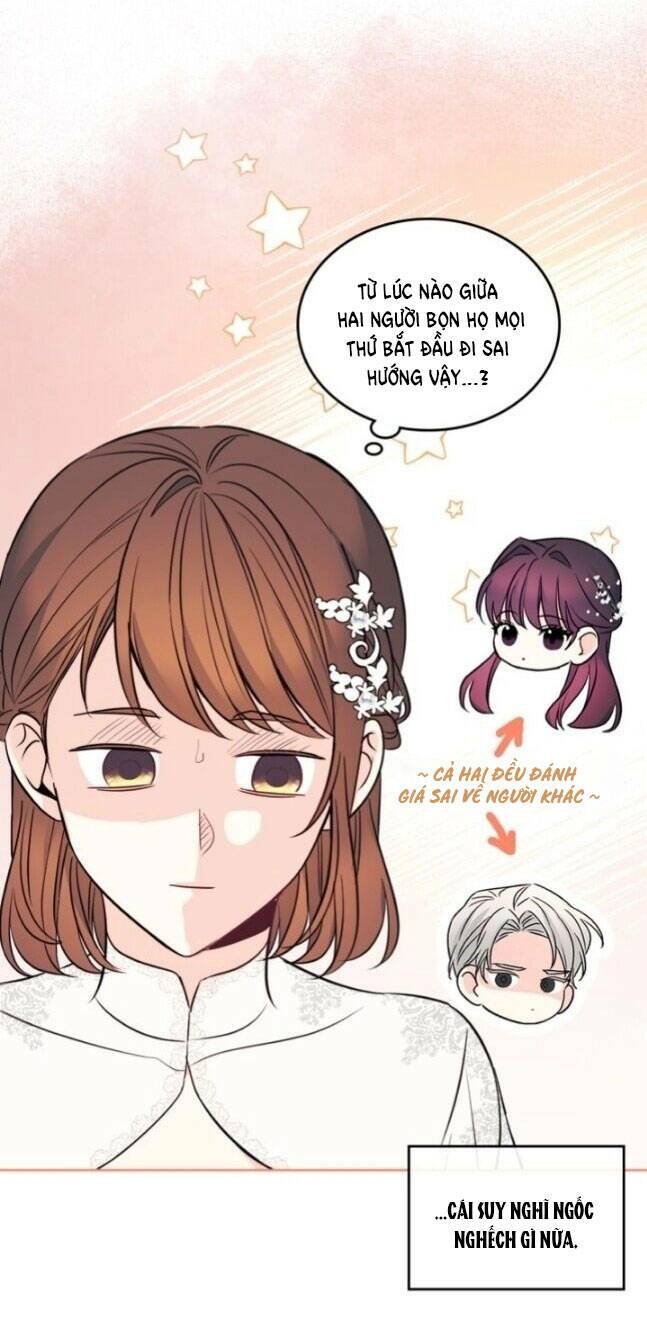 TỪ LÚC NÀO GIỮA
HAI NGƯỜI BỌN HỌ MỌI
THỨ BẮT ĐẦU ĐI SAI
HƯỚNG VẬY...?
~ CẢ HAI ĐỀU ĐÁNH
GIÁ SAI VỀ NGƯỜI KHÁC ~
...CÁI SUY NGHĨ NGỐC
NGHẾCH GÌ NỮA.